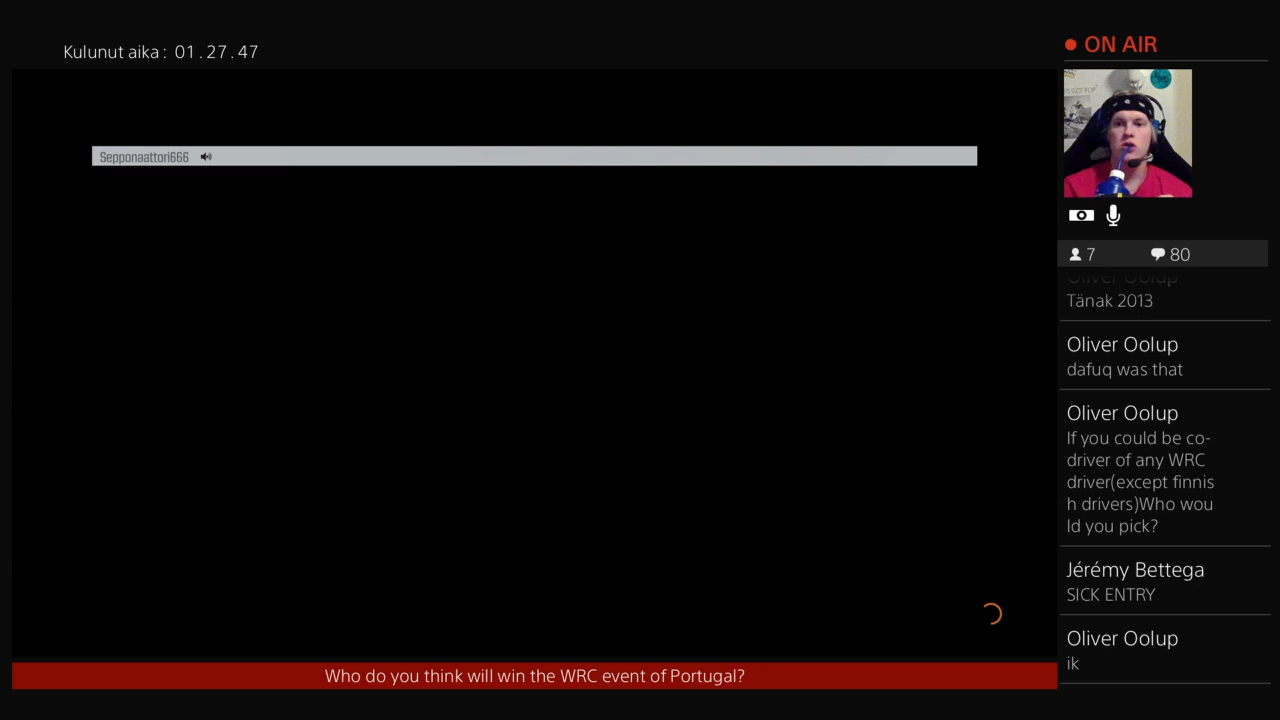 Kulunut aika : 01.27.47
ON AIR
Sepponaattori666
7
80
Oliver Oolup
Tänak 2013
Oliver Oolup
dafuq was that
Oliver Oolup
If you could be co-
driver of any WRC
driver(except finnis
h drivers)Who wou
ld you pick?
Jérémy Bettega
SICK ENTRY
Oliver Oolup
ik
Who do you think will win the WRC event of Portugal?